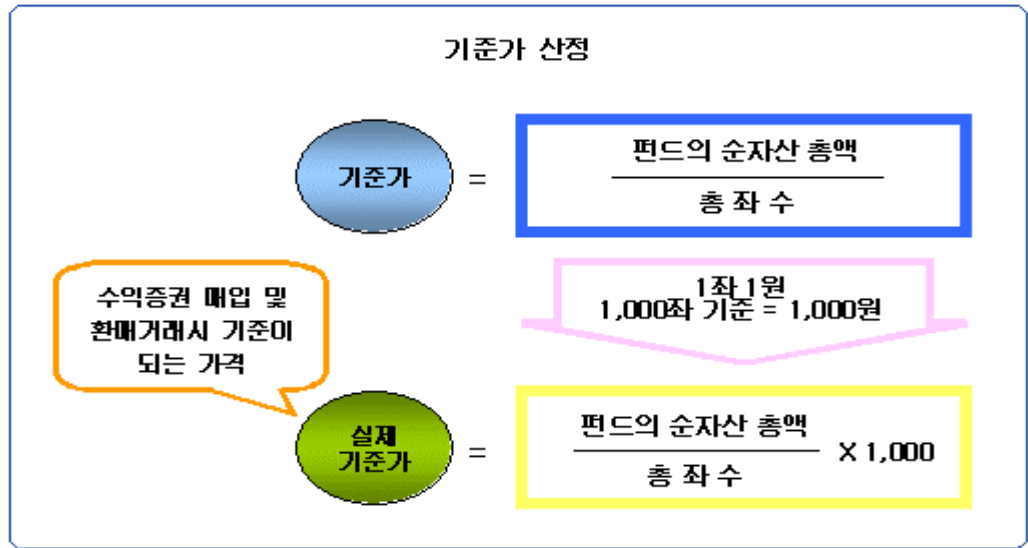 기준가 산정
기준가 =
펀드의 순자산 총액
총 좌 수
1좌 1원
1,000좌 기준 = 1,000원
수익증권 매입 및
환매거래시 기준이
되는 가격
실제
기준가 =
펀드의 순자산 총액
총 좌 수
X 1,000